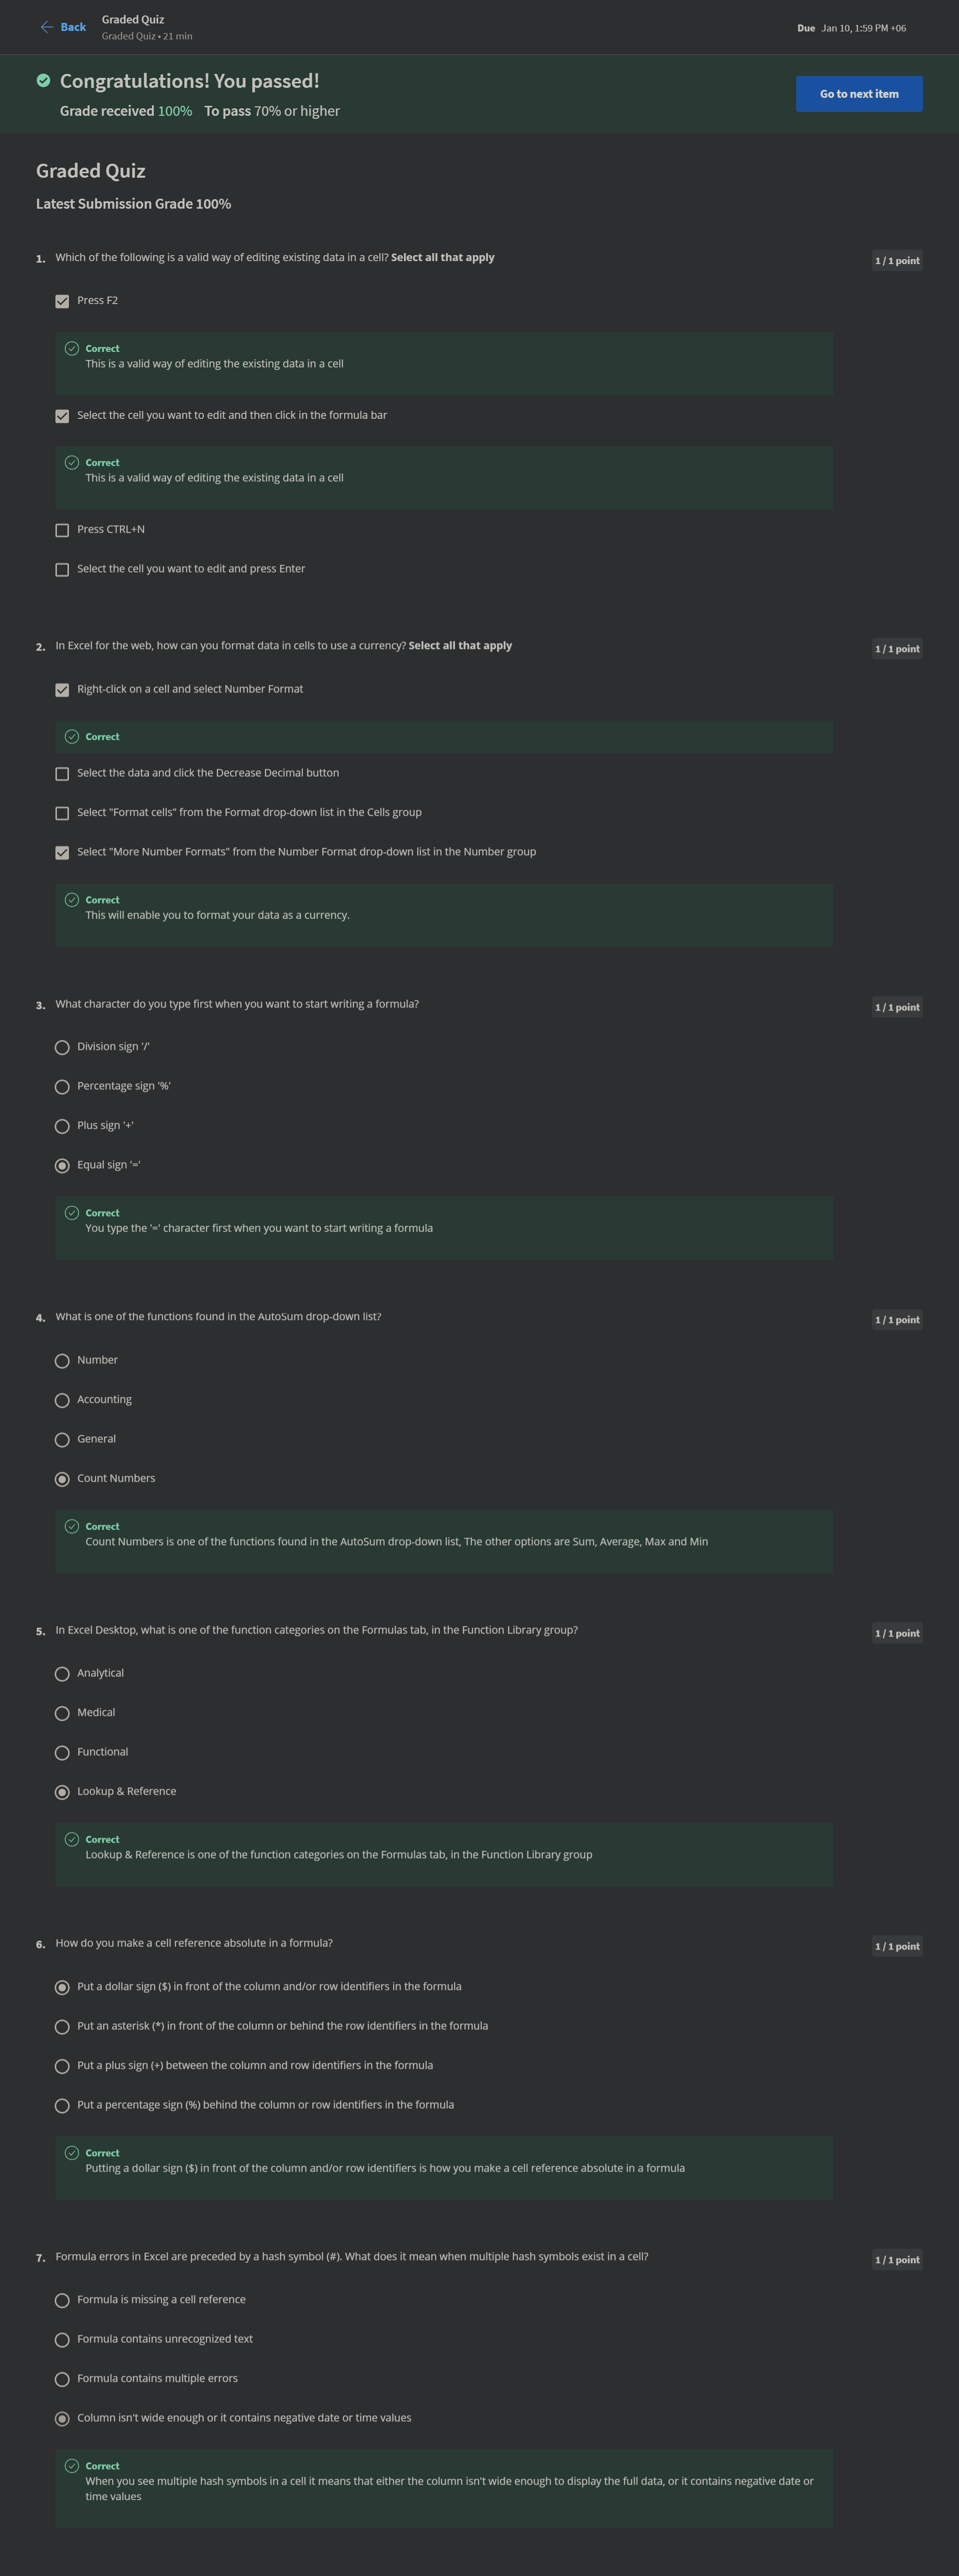 Back
Graded Quiz
Graded Quiz • 21 min
Due Jan 10, 1:59 PM +06
Congratulations! You passed!
Grade received 100% To pass 70% or higher
Go to next item
Graded Quiz
Latest Submission Grade 100%
1. Which of the following is a valid way of editing existing data in a cell? Select all that apply
1 / 1 point
Press F2
Correct
This is a valid way of editing the existing data in a cell
Select the cell you want to edit and then click in the formula bar
Correct
This is a valid way of editing the existing data in a cell
Press CTRL+N
Select the cell you want to edit and press Enter
2. In Excel for the web, how can you format data in cells to use a currency? Select all that apply
1 / 1 point
Right-click on a cell and select Number Format
Correct
Select the data and click the Decrease Decimal button
Select "Format cells" from the Format drop-down list in the Cells group
Select "More Number Formats" from the Number Format drop-down list in the Number group
Correct
This will enable you to format your data as a currency.
3. What character do you type first when you want to start writing a formula?
1 / 1 point
Division sign '/'
Percentage sign '%'
Plus sign '+'
Equal sign '='
Correct
You type the '=' character first when you want to start writing a formula
4. What is one of the functions found in the AutoSum drop-down list?
1 / 1 point
Number
Accounting
General
Count Numbers
Correct
Count Numbers is one of the functions found in the AutoSum drop-down list, The other options are Sum, Average, Max and Min
5. In Excel Desktop, what is one of the function categories on the Formulas tab, in the Function Library group?
1 / 1 point
Analytical
Medical
Functional
Lookup & Reference
Correct
Lookup & Reference is one of the function categories on the Formulas tab, in the Function Library group
6. How do you make a cell reference absolute in a formula?
1 / 1 point
Put a dollar sign ($) in front of the column and/or row identifiers in the formula
Put an asterisk (*) in front of the column or behind the row identifiers in the formula
Put a plus sign (+) between the column and row identifiers in the formula
Put a percentage sign (%) behind the column or row identifiers in the formula
Correct
Putting a dollar sign ($) in front of the column and/or row identifiers is how you make a cell reference absolute in a formula
7. Formula errors in Excel are preceded by a hash symbol (#). What does it mean when multiple hash symbols exist in a cell?
1 / 1 point
Formula is missing a cell reference
Formula contains unrecognized text
Formula contains multiple errors
Column isn't wide enough or it contains negative date or time values
Correct
When you see multiple hash symbols in a cell it means that either the column isn't wide enough to display the full data, or it contains negative date or
time values